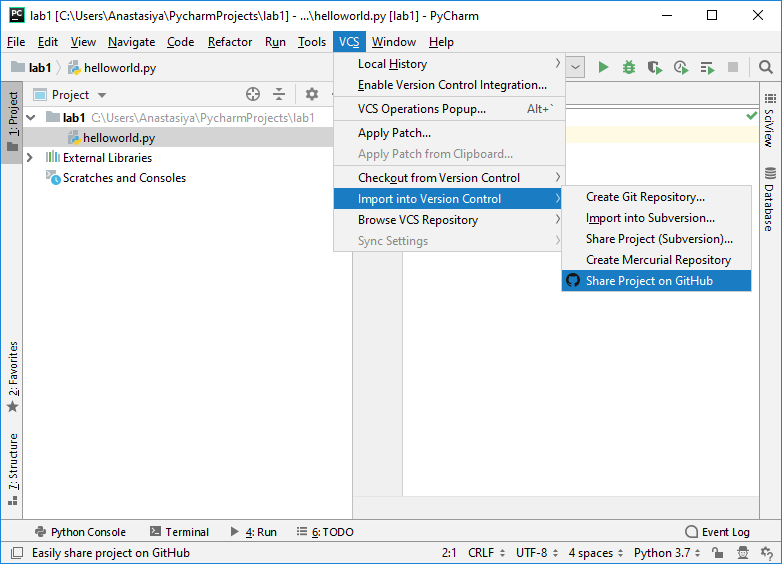 lab1 [C:\Users\Anastasiya\PycharmProjects\lab1] - ...\helloworld.py [lab1] - PyCharm
File Edit View Navigate Code Refactor Run Tools VCS Window Help
lab1 helloworld.py
Project
lab1 C:\Users\Anastasiya\PycharmProjects\lab1
helloworld.py
External Libraries
Scratches and Consoles
Local History
Enable Version Control Integration...
VCS Operations Popup... Alt+`
Apply Patch...
Apply Patch from Clipboard...
Checkout from Version Control
Import into Version Control
Browse VCS Repository
Sync Settings
Create Git Repository...
Import into Subversion...
Share Project (Subversion)...
Create Mercurial Repository
Share Project on GitHub
1: Project
2: Favorites
7: Structure
SciView
Database
Python Console Terminal 4: Run 6: TODO Event Log
Easily share project on GitHub 2:1 CRLF UTF-8 4 spaces Python 3.7